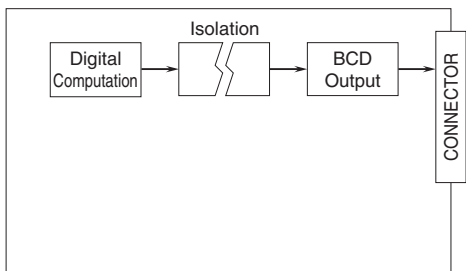 Isolation
Digital
Computation
BCD
Output
CONNECTOR